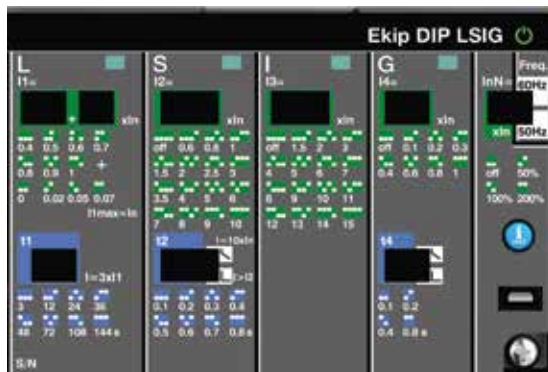 Ekip DIP LSIG
L
I1=
xIn
0.4 0.5 0.6 0.7
0.8 0.9 1
0 0.02 0.05 0.07
I1max=In
t1
t=3xI1
3 12 24 36
48 72 108 144s
S/N
S
I2=
xIn
off 0.6 0.8 1
1.5 2 2.5 3
3.5 4 5 6
7 8 9 10
t2
t=10xIn
I>I2
0.1 0.2 0.3 0.4
0.5 0.6 0.7 0.8s
I
I3=
xIn
off 1.5 2 3
4 5 6 7
8 9 10 11
12 13 14 15
G
I4=
xIn
off 0.1 0.2 0.3
0.4 0.6 0.8 1
t4
0.1 0.2
0.4 0.8s
InN=
xIn
off 50%
100% 200%
Freq.
60Hz
50Hz